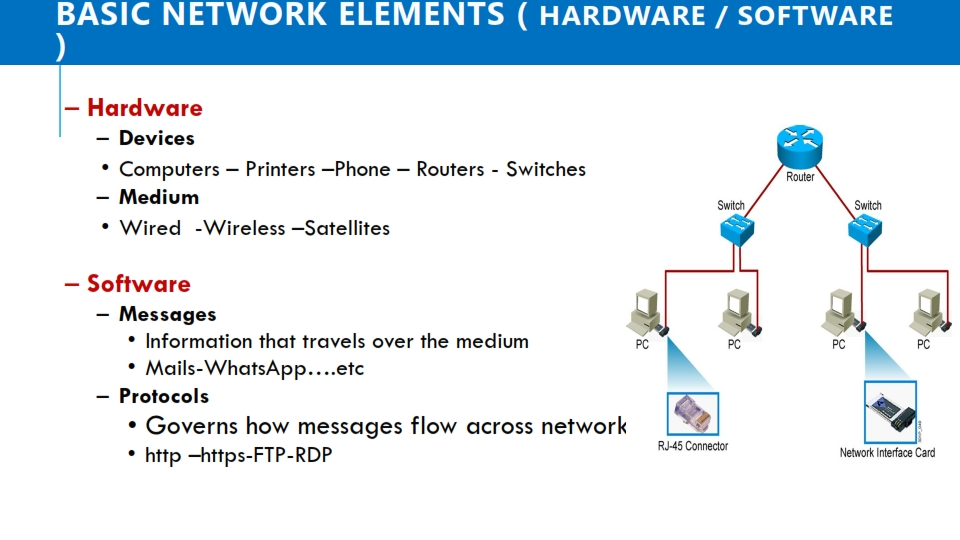 BASIC NETWORK ELEMENTS ( HARDWARE / SOFTWARE
)
– Hardware
– Devices
• Computers – Printers –Phone – Routers - Switches
– Medium
• Wired -Wireless –Satellites
– Software
– Messages
• Information that travels over the medium
• Mails-WhatsApp….etc
– Protocols
• Governs how messages flow across network
• http –https-FTP-RDP
Router
Switch
Switch
PC
PC
PC
PC
RJ-45 Connector
Network Interface Card